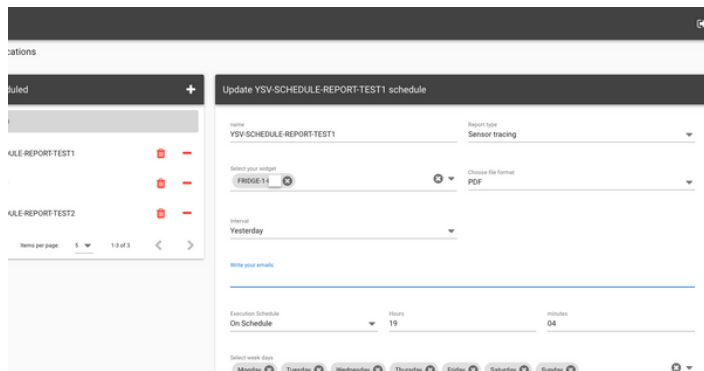 cations
duled
Update YSV-SCHEDULE-REPORT-TEST1 schedule
name
YSV-SCHEDULE-REPORT-TEST1
Report type
Sensor tracing
ULE-REPORT-TEST1
Select your widget
FRIDGE-1-
Choose file format
PDF
ULE-REPORT-TEST2
Items per page: 5 1-3 of 3
Interval
Yesterday
Write your emails
Execution Schedule
On Schedule
Hours
19
minutes
04
Select week days
Monday Tuesday Wednesday Thursday Friday Saturday Sunday